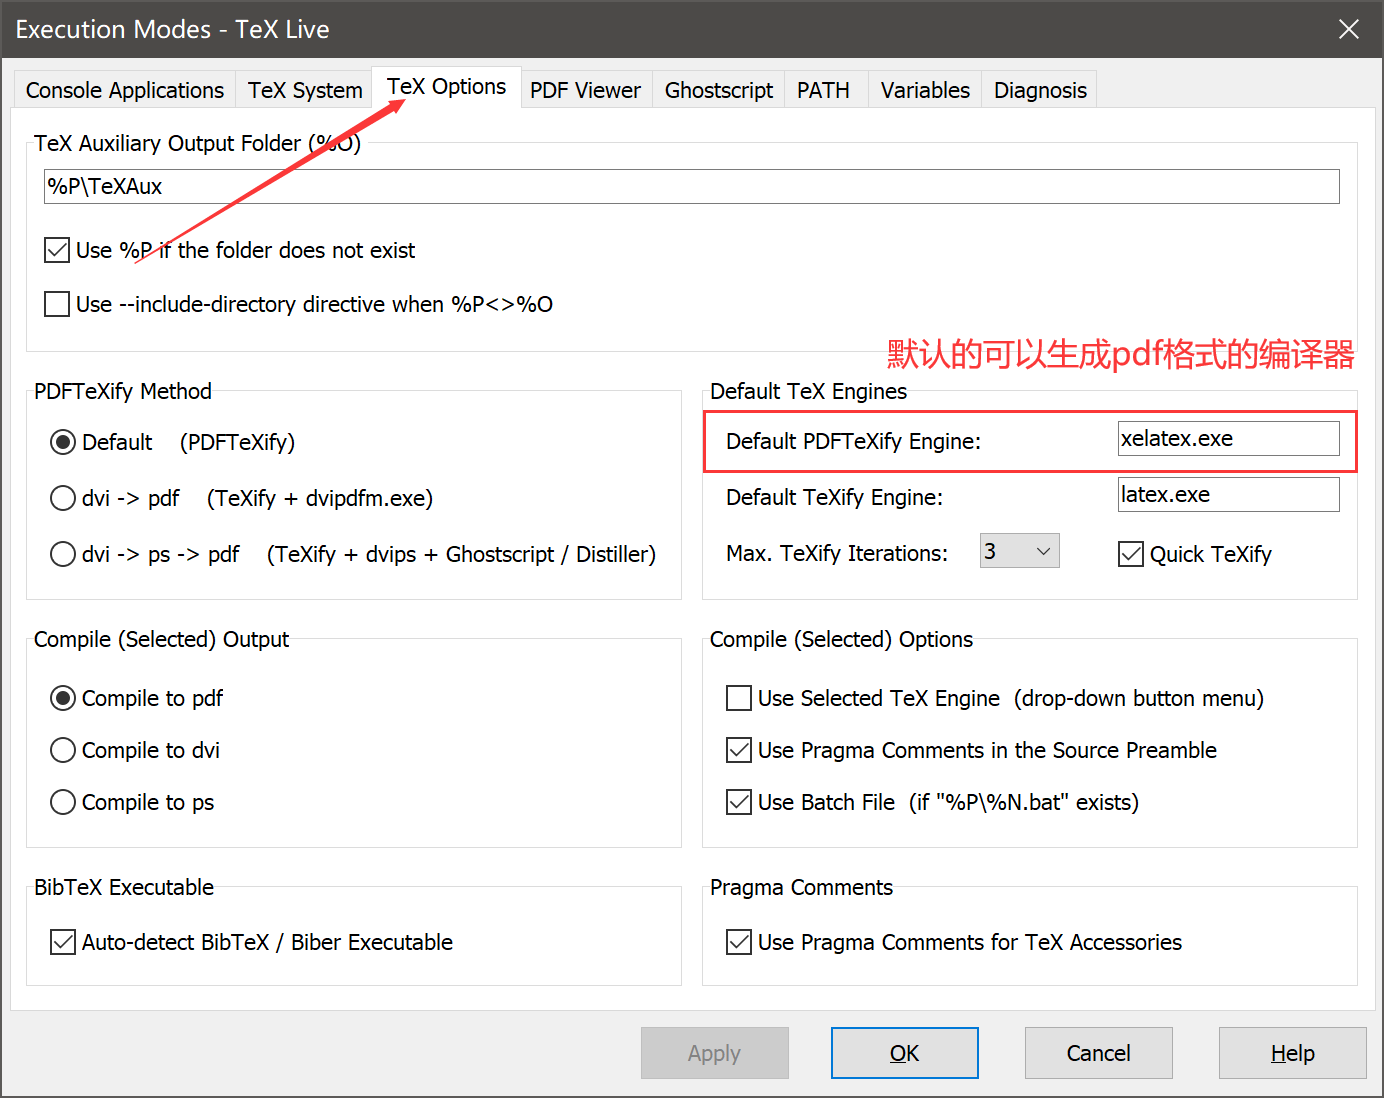 Execution Modes - TeX Live
Console Applications TeX System TeX Options PDF Viewer Ghostscript PATH Variables Diagnosis
TeX Auxiliary Output Folder (%O)
%P\TeXAux
Use %P if the folder does not exist
Use --include-directory directive when %P<>%O
默认的可以生成pdf格式的编译器
PDFTeXify Method
Default (PDFTeXify)
dvi -> pdf (TeXify + dvipdfm.exe)
dvi -> ps -> pdf (TeXify + dvips + Ghostscript / Distiller)
Default TeX Engines
Default PDFTeXify Engine: xelatex.exe
Default TeXify Engine: latex.exe
Max. TeXify Iterations: 3 Quick TeXify
Compile (Selected) Output
Compile to pdf
Compile to dvi
Compile to ps
Compile (Selected) Options
Use Selected TeX Engine (drop-down button menu)
Use Pragma Comments in the Source Preamble
Use Batch File (if "%P\%N.bat" exists)
BibTeX Executable
Auto-detect BibTeX / Biber Executable
Pragma Comments
Use Pragma Comments for TeX Accessories
Apply OK Cancel Help